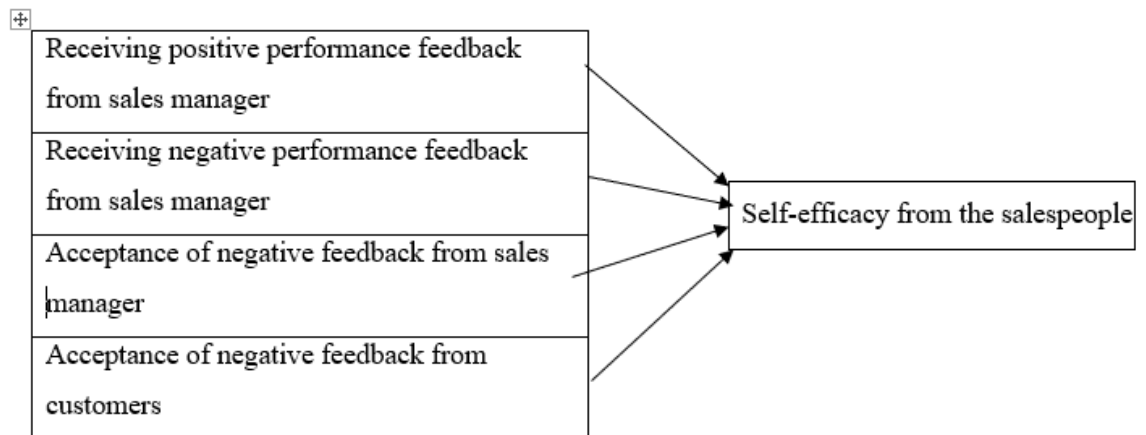 Receiving positive performance feedback
from sales manager
Receiving negative performance feedback
from sales manager
Acceptance of negative feedback from sales
manager
Acceptance of negative feedback from
customers
Self-efficacy from the salespeople